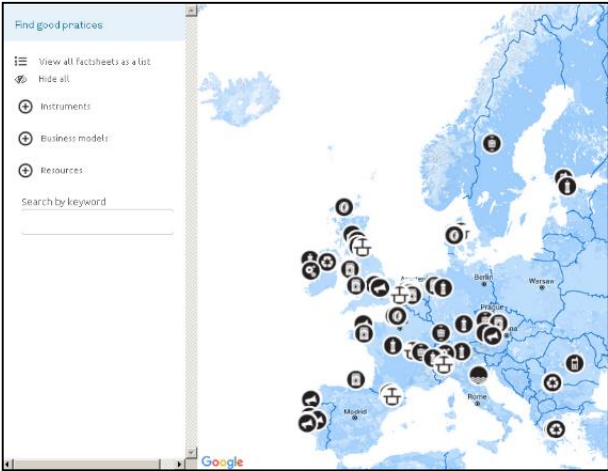 Find good pratices
View all factsheets as a list
Hide all
Instruments
Business models
Resources
Search by keyword
Berlin
Warsaw
Prague
Rome
Madrid
Google